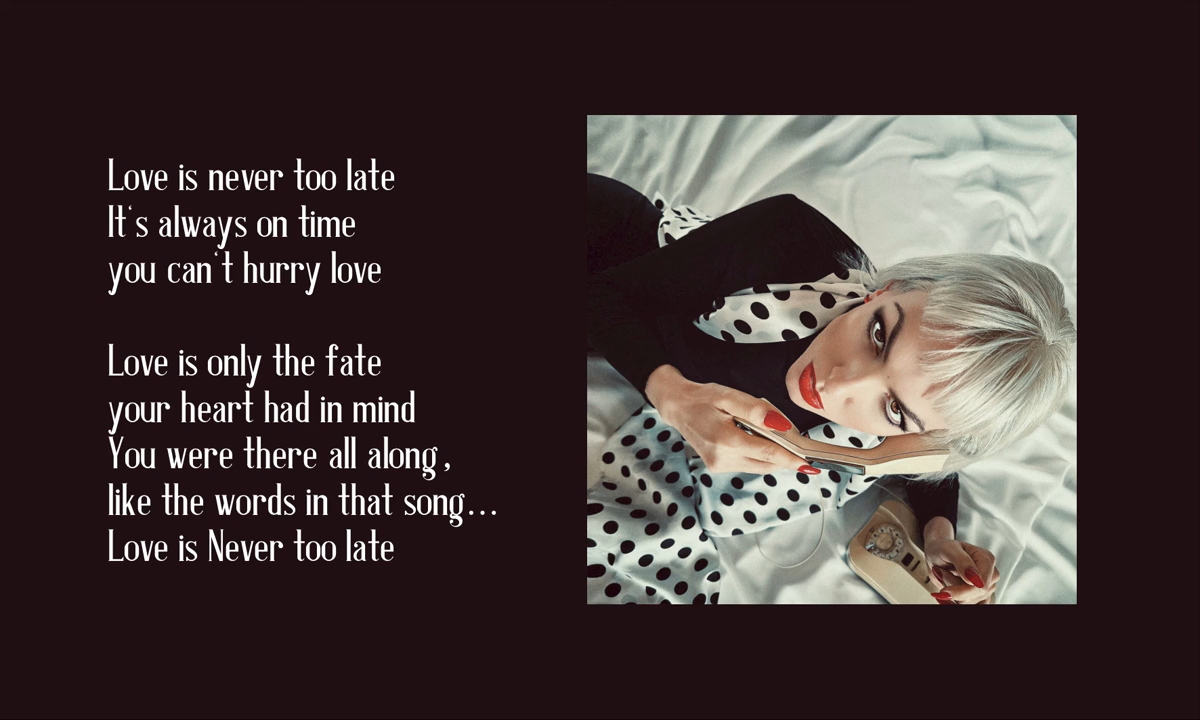 Love is never too late
It‘s always on time
you can‘t hurry love
Love is only the fate
your heart had in mind
You were there all along,
like the words in that song...
Love is Never too late